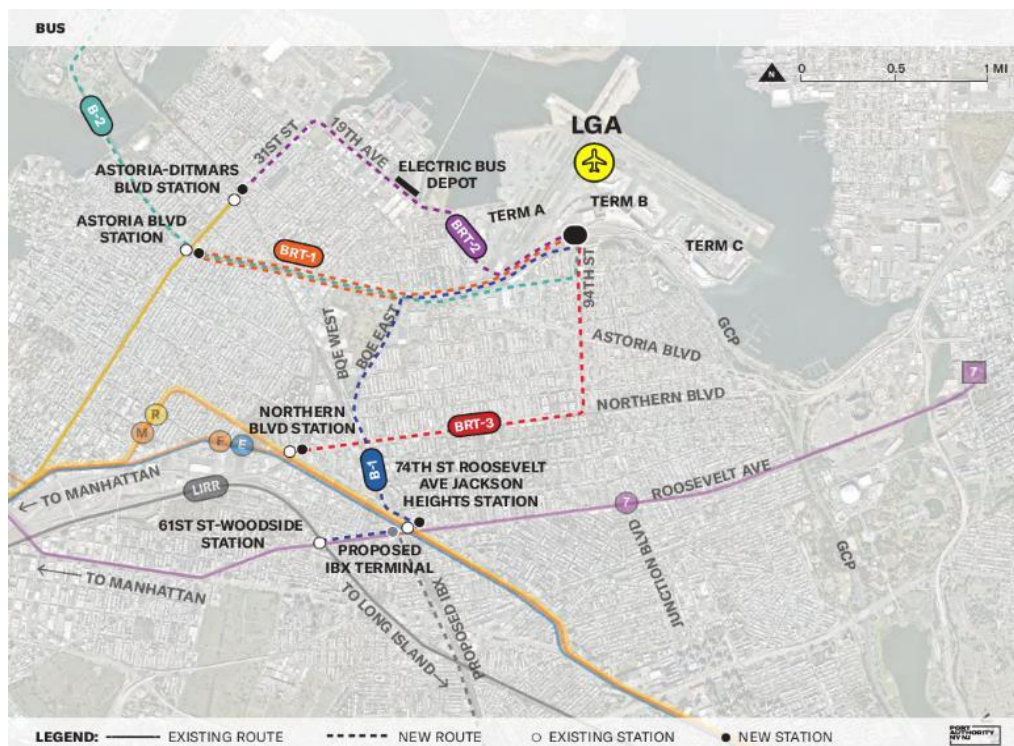 BUS
N
0
0.5
1 MI
B-2
31ST ST
19TH AVE
LGA
ASTORIA-DITMARS
BLVD STATION
ELECTRIC BUS
DEPOT
TERM A
TERM B
ASTORIA BLVD
STATION
BRT-1
BRT-2
TERM C
94TH ST
BQE WEST
BQE EAST
ASTORIA BLVD
GCP
7
NORTHERN BLVD
R
M
F
E
NORTHERN
BLVD STATION
BRT-3
B-1
74TH ST ROOSEVELT
AVE JACKSON
HEIGHTS STATION
ROOSEVELT AVE
7
LIRR
TO MANHATTAN
61ST ST-WOODSIDE
STATION
PROPOSED
IBX TERMINAL
JUNCTION BLVD
GCP
TO MANHATTAN
TO LONG ISLAND
PROPOSED IBX
LEGEND:
EXISTING ROUTE
NEW ROUTE
EXISTING STATION
NEW STATION
PORT
AUTHORITY
NY NJ